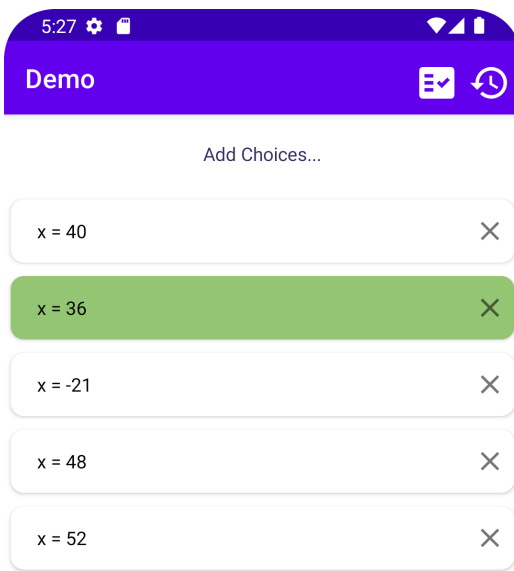 5:27
Demo
Add Choices...
x = 40
x = 36
x = -21
x = 48
x = 52